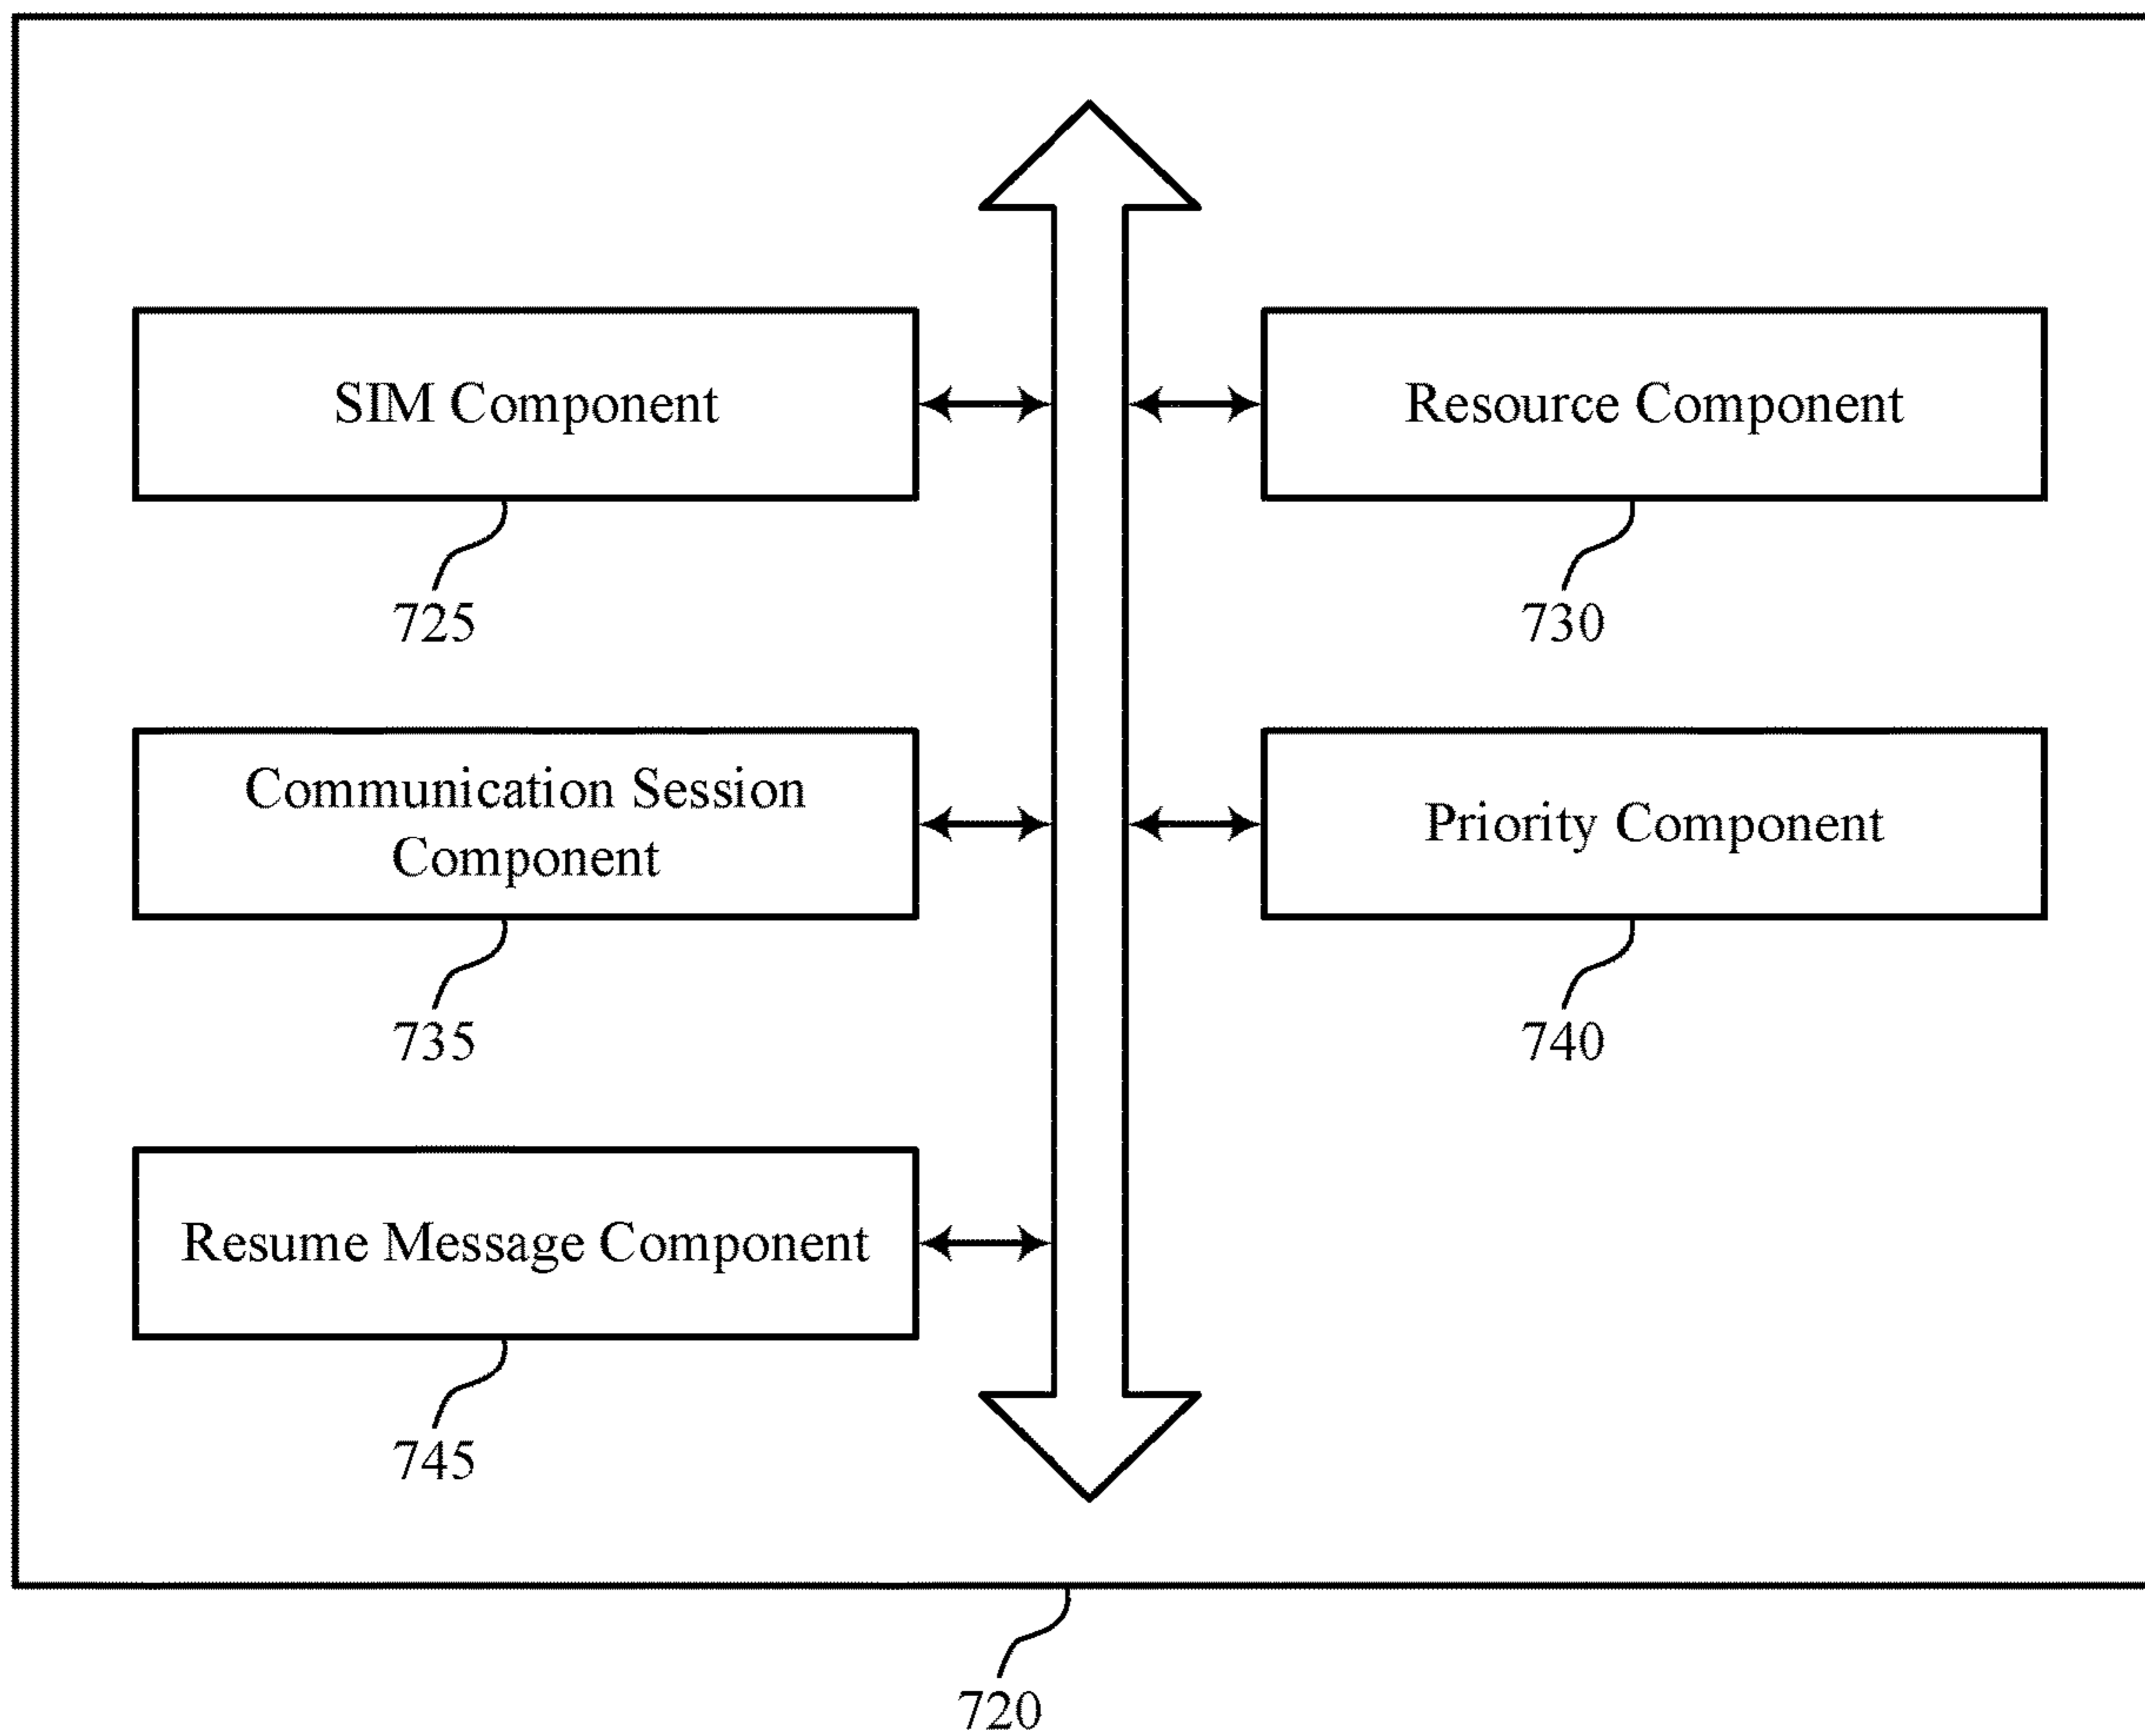 SIM Component
Resource Component
725
730
Communication Session
Component
Priority Component
735
740
Resume Message Component
745
720